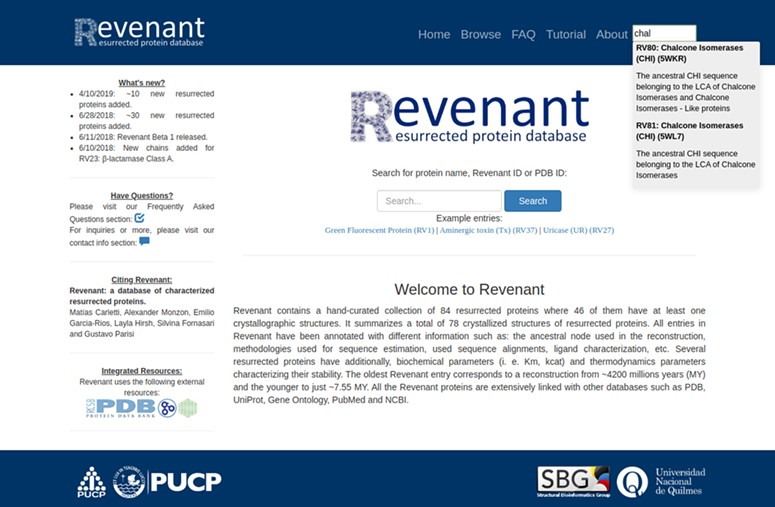 Revenant
esurrected protein database
Home Browse FAQ Tutorial About
chal
RV80: Chalcone Isomerases
(CHI) (5WKR)
The ancestral CHI sequence
belonging to the LCA of Chalcone
Isomerases and Chalcone
Isomerases - Like proteins
RV81: Chalcone Isomerases
(CHI) (5WL7)
The ancestral CHI sequence
belonging to the LCA of Chalcone
Isomerases
What's new?
4/10/2019: ~10 new resurrected
proteins added.
6/28/2018: ~30 new resurrected
proteins added.
6/11/2018: Revenant Beta 1 released.
6/10/2018: New chains added for
RV23: β-lactamase Class A.
Have Questions?
Please visit our Frequently Asked
Questions section:
For inquiries or more, please visit our
contact info section:
Citing Revenant:
Revenant: a database of characterized
resurrected proteins.
Matías Carletti, Alexander Monzon, Emilio
Garcia-Rios, Layla Hirsh, Silvina Fornasari
and Gustavo Parisi
Integrated Resources:
Revenant uses the following external
resources:
RCSB PDB
PROTEIN DATA BANK
Revenant
esurrected protein database
Search for protein name, Revenant ID or PDB ID:
Search... Search
Example entries:
Green Fluorescent Protein (RV1) | Aminergic toxin (Tx) (RV37) | Uricase (UR) (RV27)
Welcome to Revenant
Revenant contains a hand-curated collection of 84 resurrected proteins where 46 of them have at least one
crystallographic structures. It summarizes a total of 78 crystallized structures of resurrected proteins. All entries in
Revenant have been annotated with different information such as: the ancestral node used in the reconstruction,
methodologies used for sequence estimation, used sequence alignments, ligand characterization, etc. Several
resurrected proteins have additionally, biochemical parameters (i. e. Km, kcat) and thermodynamics parameters
characterizing their stability. The oldest Revenant entry corresponds to a reconstruction from ~4200 millions years (MY)
and the younger to just ~7.55 MY. All the Revenant proteins are extensively linked with other databases such as PDB,
UniProt, Gene Ontology, PubMed and NCBI.
PUCP
PUCP
SBG
Structural Bioinformatics Group
Universidad
Nacional
de Quilmes